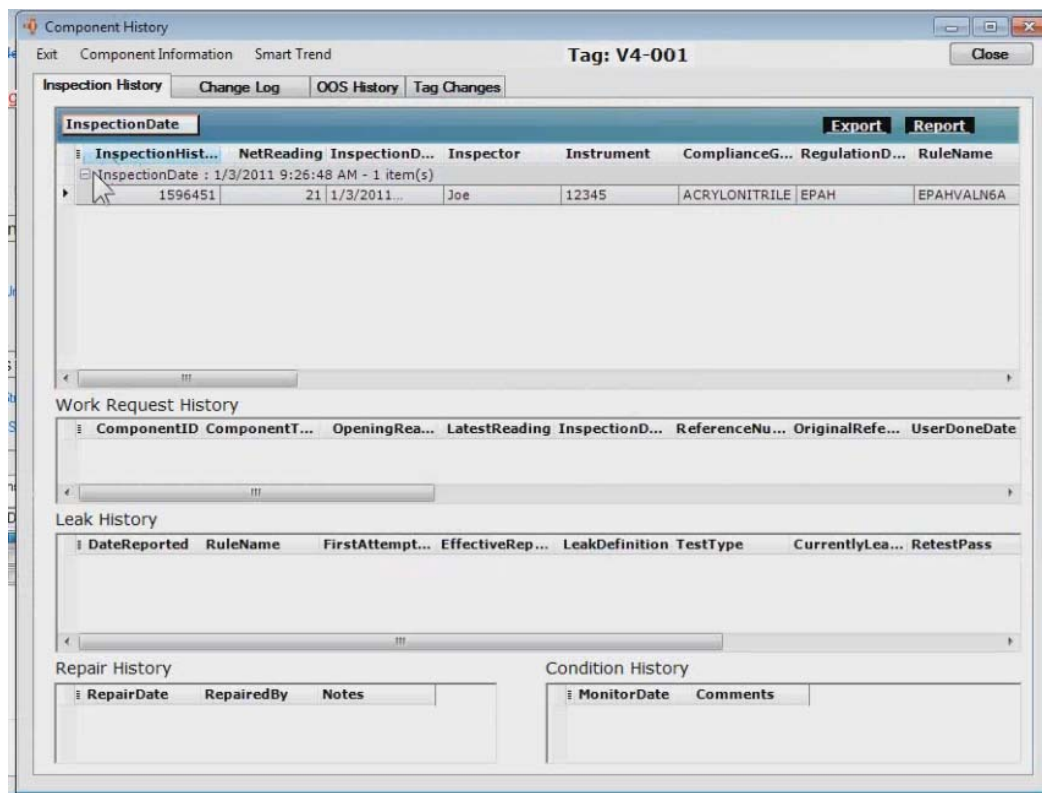 Component History
Exit Component Information Smart Trend Tag: V4-001 Close
Inspection History Change Log OOS History Tag Changes
InspectionDate Export Report
InspectionHist... NetReading InspectionD... Inspector Instrument ComplianceG... RegulationD... RuleName
InspectionDate : 1/3/2011 9:26:48 AM - 1 item(s)
1596451 21 1/3/2011... Joe 12345 ACRYLONITRILE EPAH EPAHVALN6A
Work Request History
ComponentID ComponentT... OpeningRea... LatestReading InspectionD... ReferenceNu... OriginalRefe... UserDoneDate
Leak History
DateReported RuleName FirstAttempt... EffectiveRep... LeakDefinition TestType CurrentlyLea... RetestPass
Repair History Condition History
RepairDate RepairedBy Notes MonitorDate Comments